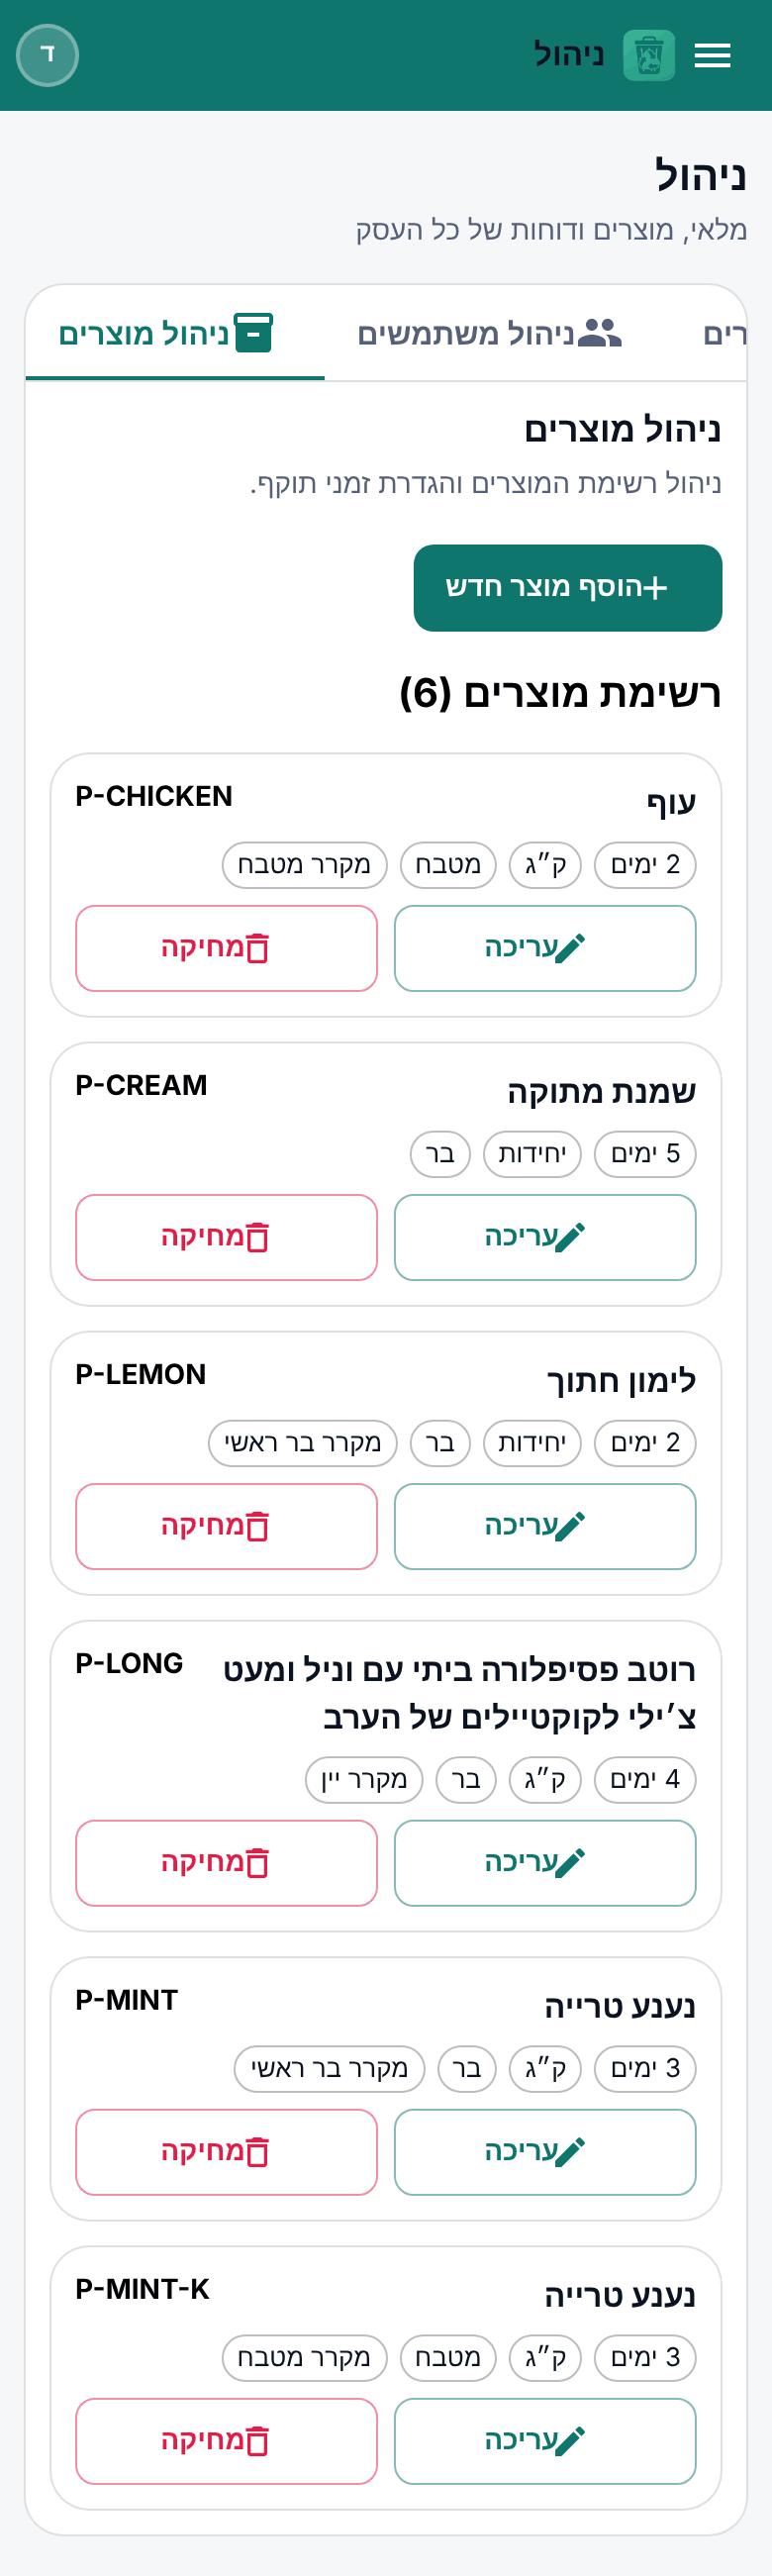 ניהול
ד
ניהול
מלאי, מוצרים ודוחות של כל העסק
ניהול משתמשים
ניהול מוצרים
ניהול מוצרים
ניהול רשימת המוצרים והגדרת זמני תוקף.
הוסף מוצר חדש
רשימת מוצרים (6)
עוף P-CHICKEN
2 ימים ק״ג מטבח מקרר מטבח
עריכה מחיקה
שמנת מתוקה P-CREAM
5 ימים יחידות בר
עריכה מחיקה
לימון חתוך P-LEMON
2 ימים יחידות בר מקרר בר ראשי
עריכה מחיקה
רוטב פסיפלורה ביתי עם וניל ומעט P-LONG
צ׳ילי לקוקטיילים של הערב
4 ימים ק״ג בר מקרר יין
עריכה מחיקה
נענע טרייה P-MINT
3 ימים ק״ג בר מקרר בר ראשי
עריכה מחיקה
נענע טרייה P-MINT-K
3 ימים ק״ג מטבח מקרר מטבח
עריכה מחיקה